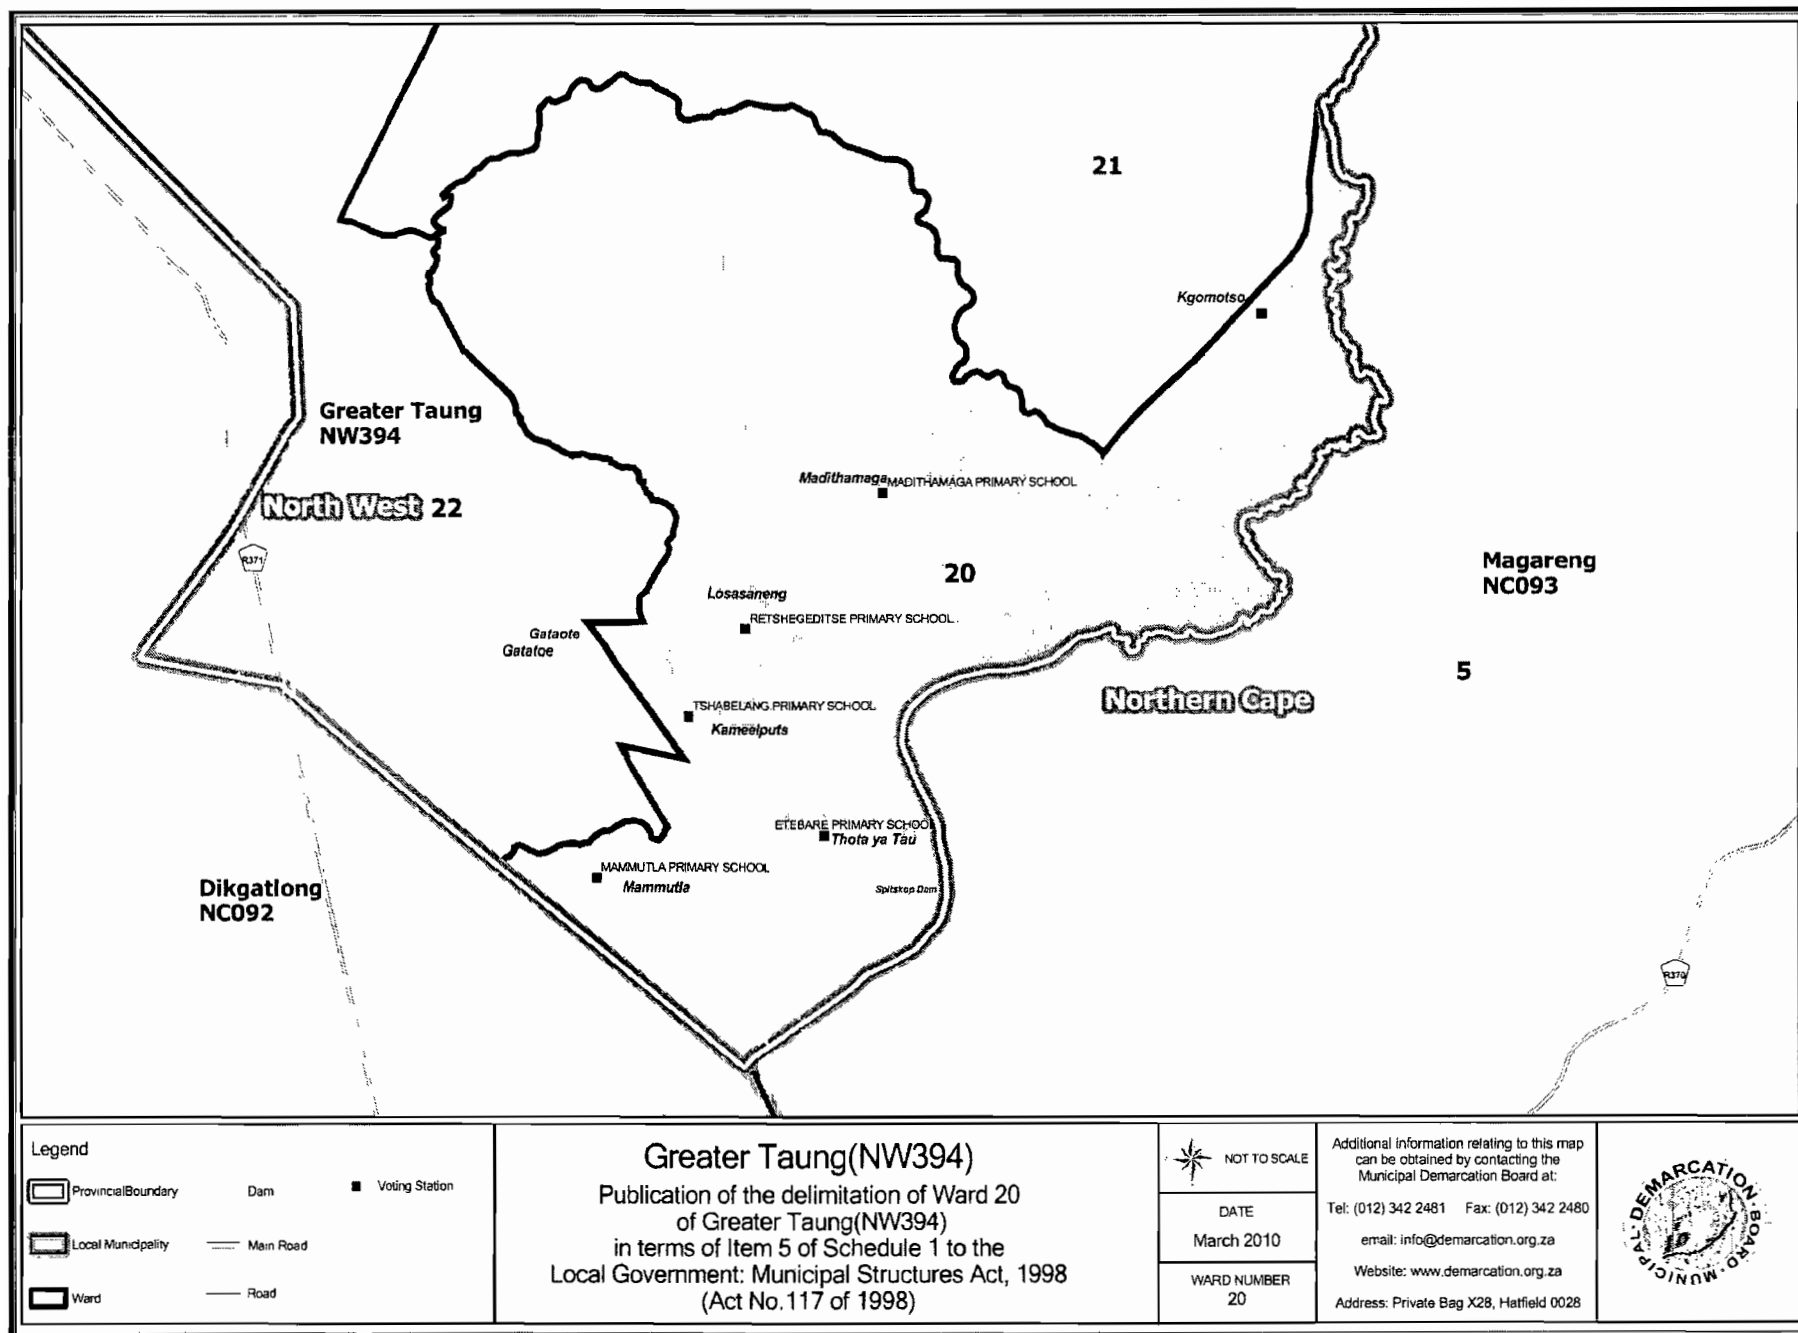 21
Kgomotso
Greater Taung
NW394
North West 22
Madithamaga MADITHAMAGA PRIMARY SCHOOL
R371
20
Magareng
NC093
Losasaneng
RETSHEGEDITSE PRIMARY SCHOOL
Gataote
Gatafoe
5
Northern Cape
TSHABELANG PRIMARY SCHOOL
Kameelputs
ETEBARE PRIMARY SCHOOL
Thota ya Tau
MAMMUTLA PRIMARY SCHOOL
Mammutla
Spitskop Dam
Dikgatlong
NC092
R370
Legend
ProvincialBoundary
Dam
Voting Station
Local Municipality
Main Road
Ward
Road
Greater Taung(NW394)
Publication of the delimitation of Ward 20
of Greater Taung(NW394)
in terms of Item 5 of Schedule 1 to the
Local Government: Municipal Structures Act, 1998
(Act No.117 of 1998)
NOT TO SCALE
DATE
March 2010
WARD NUMBER
20
Additional information relating to this map
can be obtained by contacting the
Municipal Demarcation Board at:
Tel: (012) 342 2481 Fax: (012) 342 2480
email: info@demarcation.org.za
Website: www.demarcation.org.za
Address: Private Bag X28, Hatfield 0028
MUNICIPAL DEMARCATION BOARD